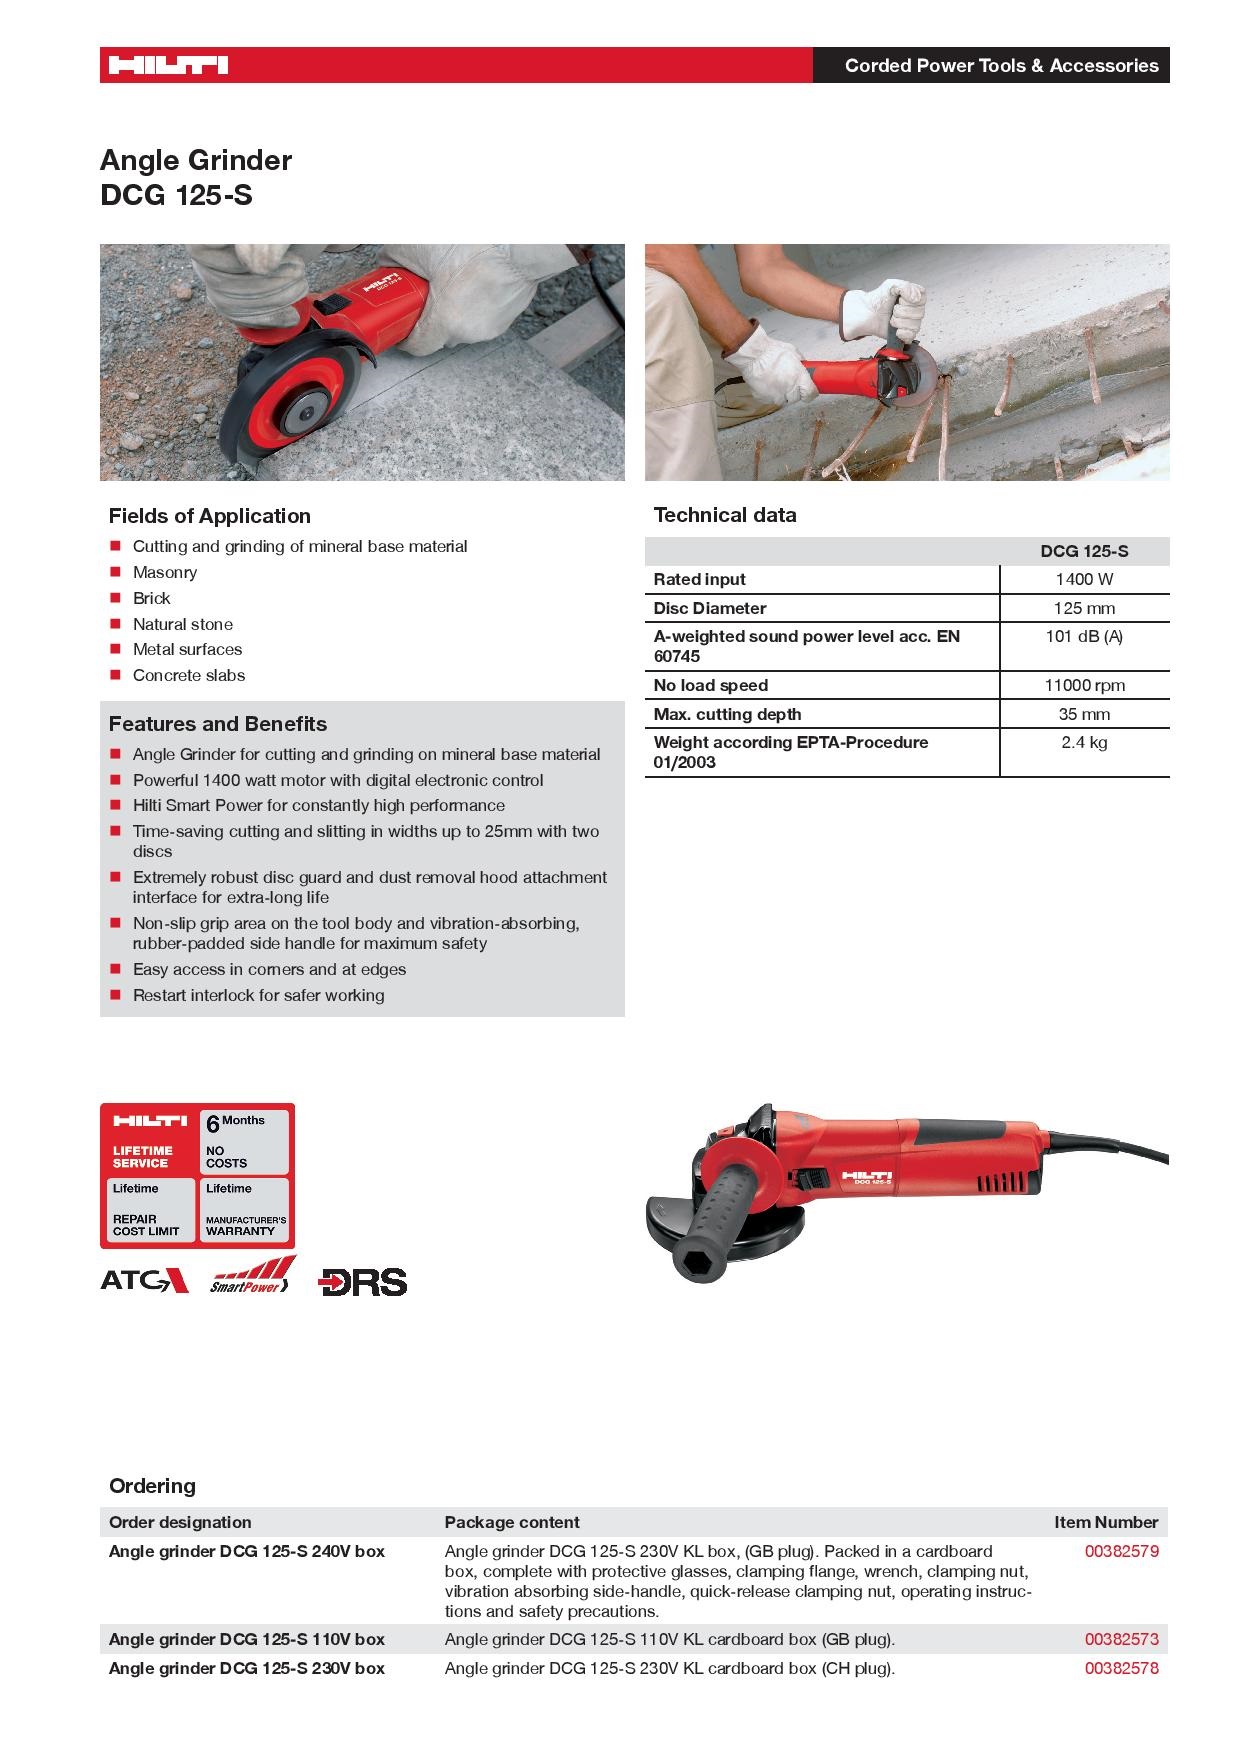 HILTI
Corded Power Tools & Accessories
Angle Grinder
DCG 125-S
HILTI
DCG 125-S
Fields of Application
Cutting and grinding of mineral base material
Masonry
Brick
Natural stone
Metal surfaces
Concrete slabs
Features and Benefits
Angle Grinder for cutting and grinding on mineral base material
Powerful 1400 watt motor with digital electronic control
Hilti Smart Power for constantly high performance
Time-saving cutting and slitting in widths up to 25mm with two
discs
Extremely robust disc guard and dust removal hood attachment
interface for extra-long life
Non-slip grip area on the tool body and vibration-absorbing,
rubber-padded side handle for maximum safety
Easy access in corners and at edges
Restart interlock for safer working
Technical data
DCG 125-S
Rated input 1400 W
Disc Diameter 125 mm
A-weighted sound power level acc. EN 101 dB (A)
60745
No load speed 11000 rpm
Max. cutting depth 35 mm
Weight according EPTA-Procedure 2.4 kg
01/2003
HILTI
LIFETIME
SERVICE
6 Months
NO
COSTS
Lifetime
REPAIR
COST LIMIT
Lifetime
MANUFACTURER'S
WARRANTY
ATC
SmartPower
DRS
HILTI
DCG 125-S
Ordering
Order designation Package content Item Number
Angle grinder DCG 125-S 240V box Angle grinder DCG 125-S 230V KL box, (GB plug). Packed in a cardboard 00382579
box, complete with protective glasses, clamping flange, wrench, clamping nut,
vibration absorbing side-handle, quick-release clamping nut, operating instruc-
tions and safety precautions.
Angle grinder DCG 125-S 110V box Angle grinder DCG 125-S 110V KL cardboard box (GB plug). 00382573
Angle grinder DCG 125-S 230V box Angle grinder DCG 125-S 230V KL cardboard box (CH plug). 00382578